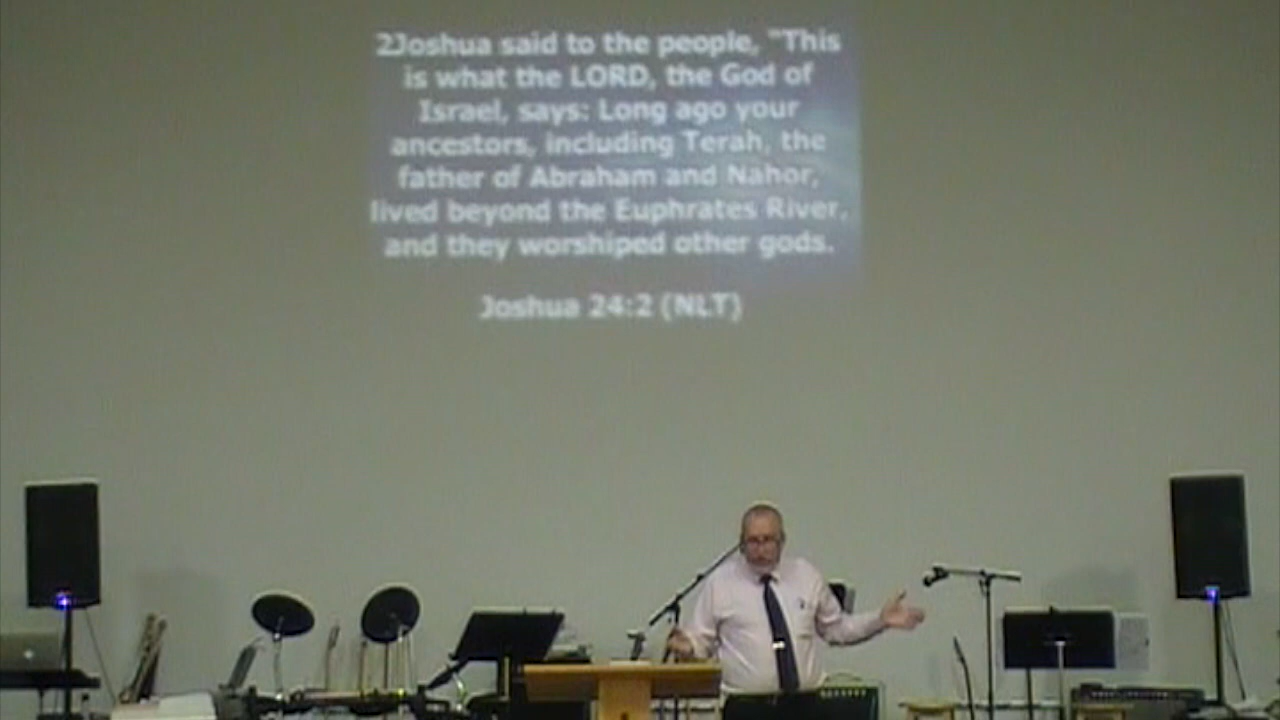 2Joshua said to the people, "This
is what the LORD, the God of
Israel, says: Long ago your
ancestors, including Terah, the
father of Abraham and Nahor,
lived beyond the Euphrates River,
and they worshiped other gods.
Joshua 24:2 (NLT)